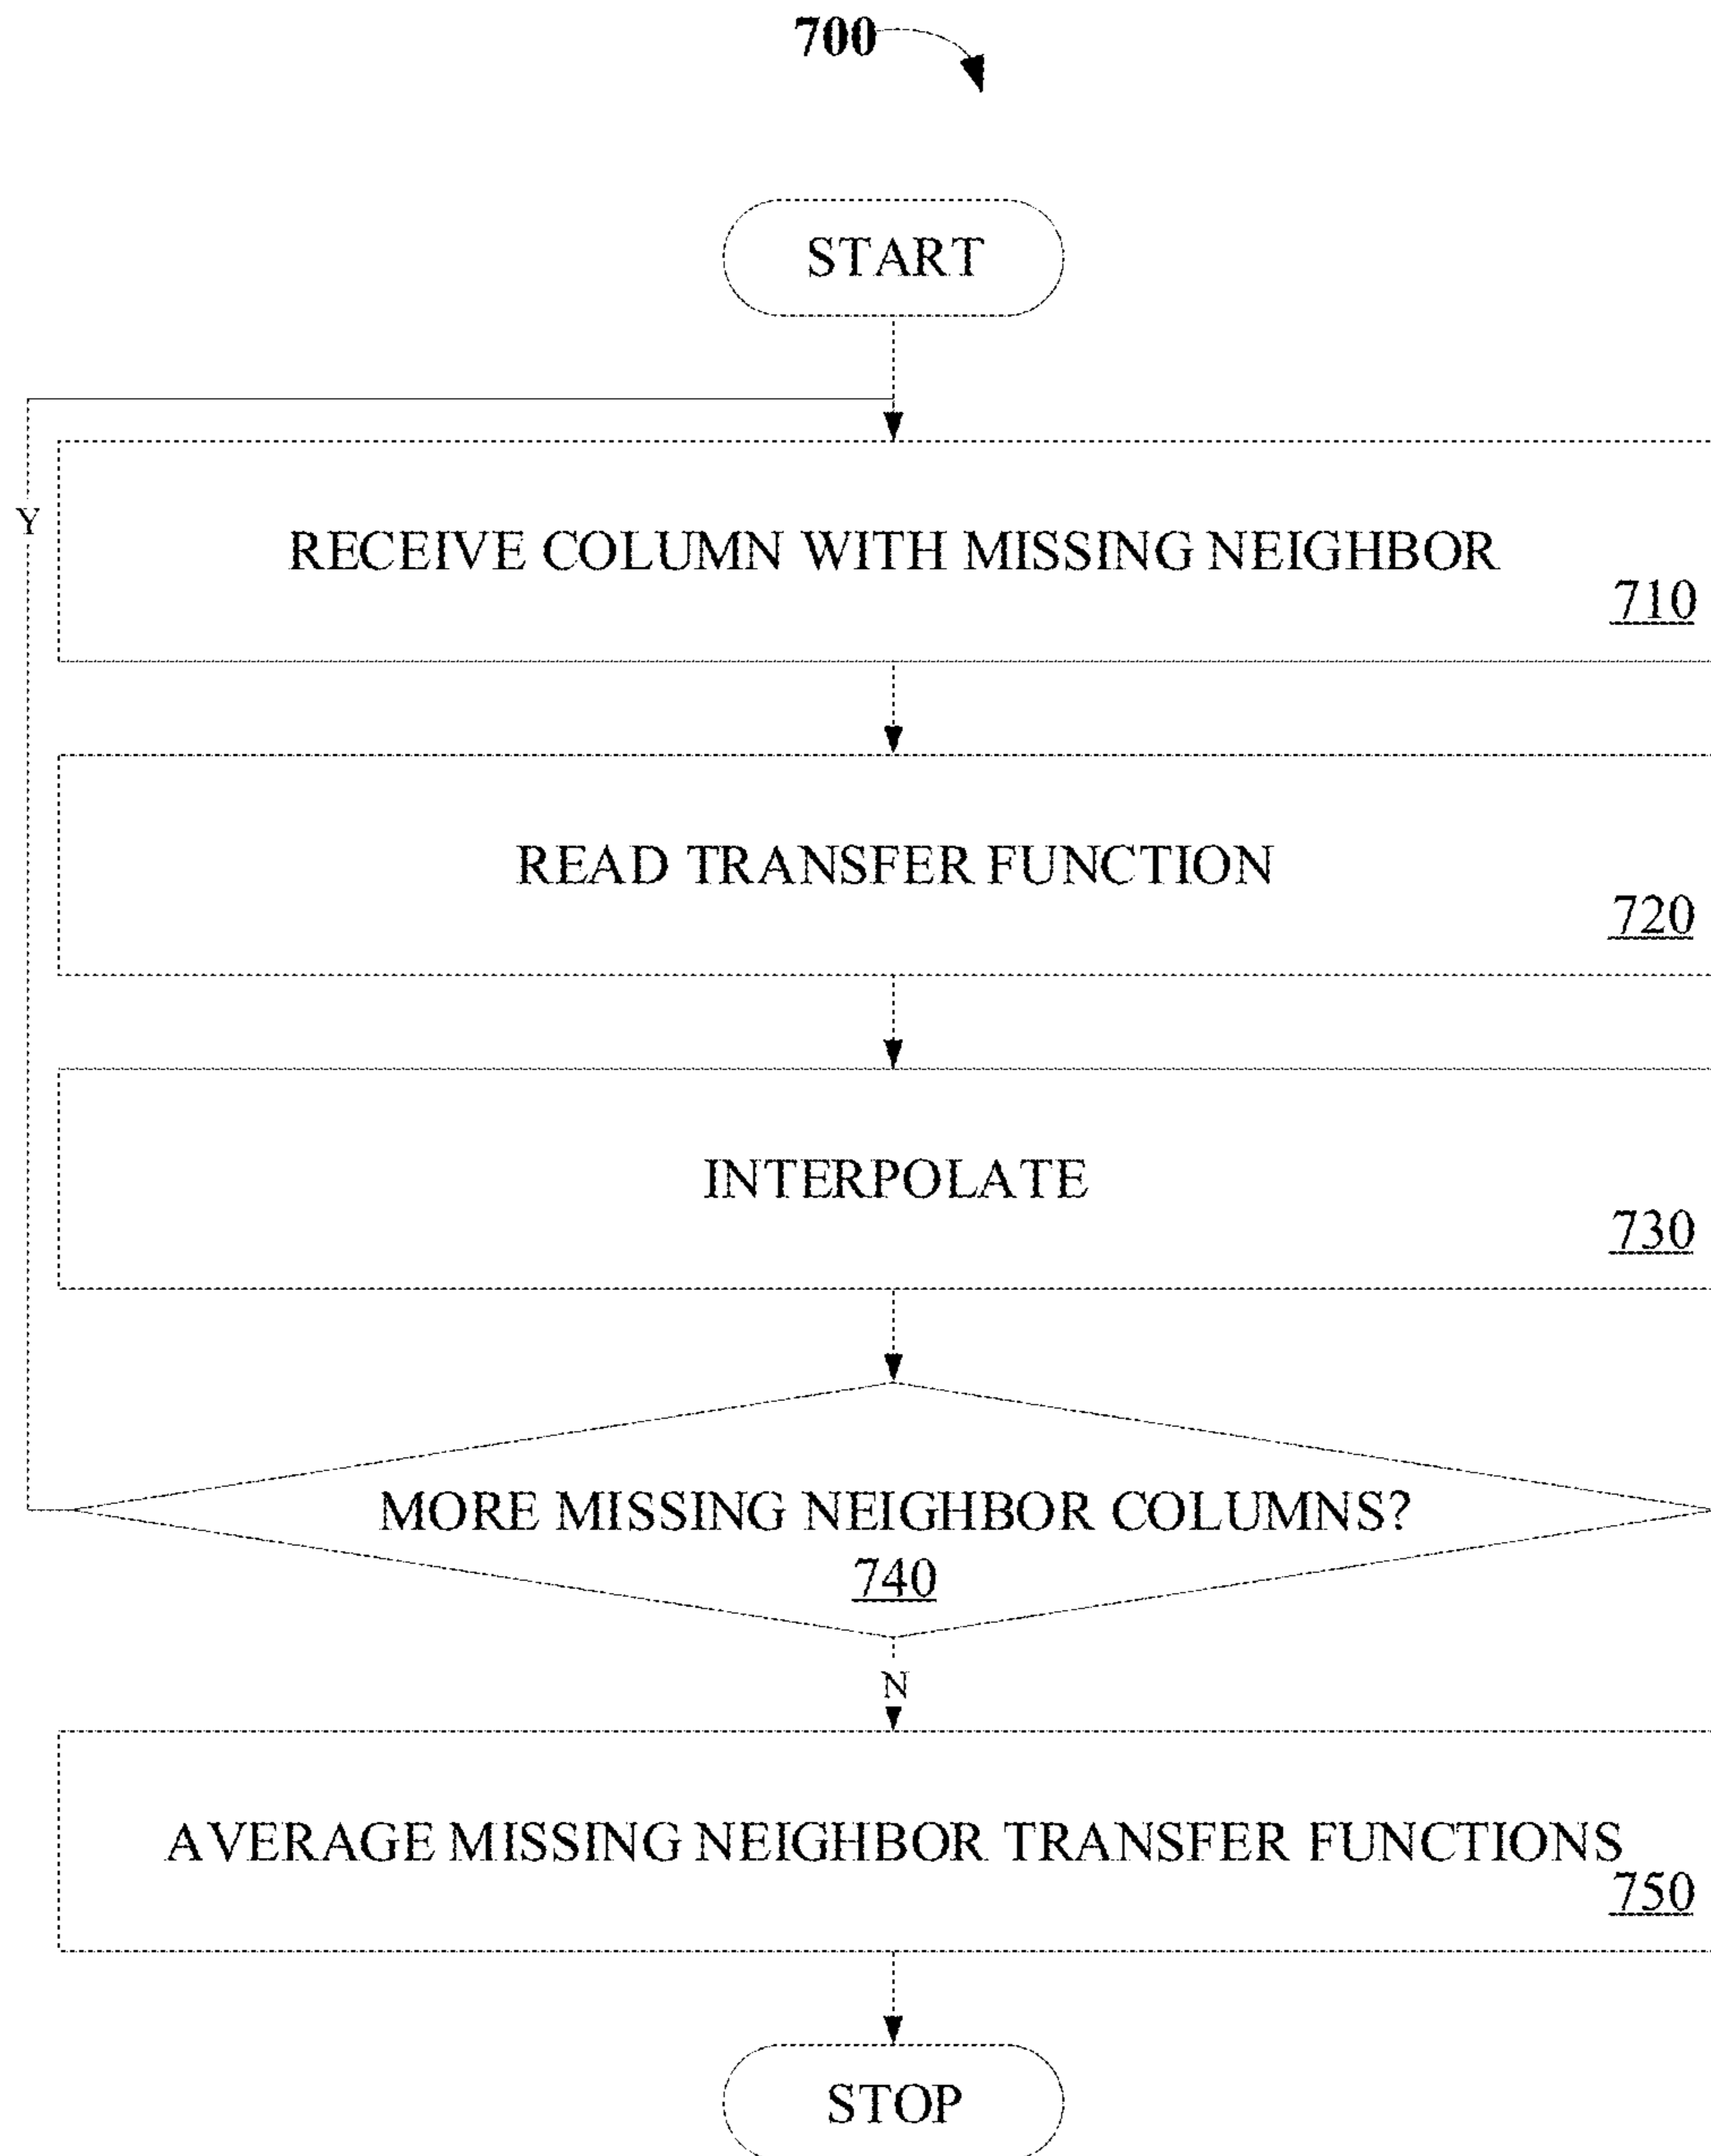 700
START
Y
RECEIVE COLUMN WITH MISSING NEIGHBOR
710
READ TRANSFER FUNCTION
720
INTERPOLATE
730
MORE MISSING NEIGHBOR COLUMNS?
740
N
AVERAGE MISSING NEIGHBOR TRANSFER FUNCTIONS
750
STOP